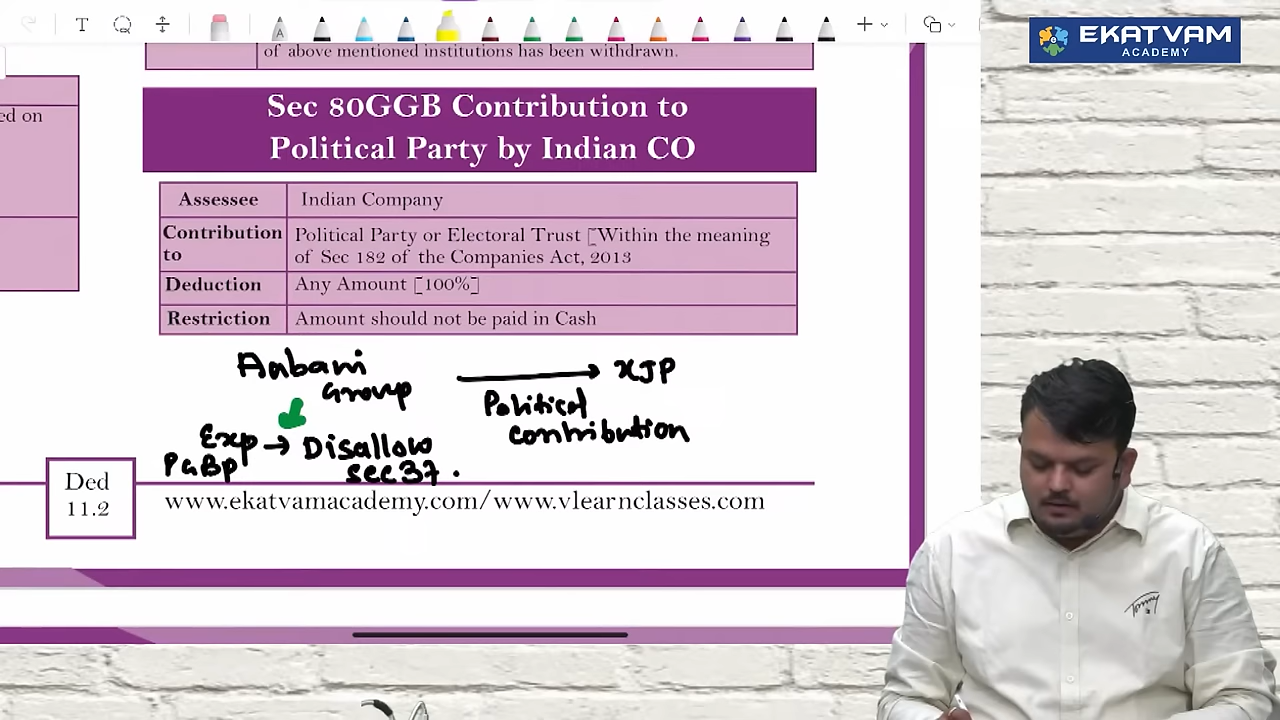 T
EKATVAM
ACADEMY
of above mentioned institutions has been withdrawn.
ed on
Sec 80GGB Contribution to
Political Party by Indian CO
Assessee Indian Company
Contribution to Political Party or Electoral Trust [Within the meaning
of Sec 182 of the Companies Act, 2013
Deduction Any Amount [100%]
Restriction Amount should not be paid in Cash
Anbani
Group
XJP
Political
contribution
Exp → Disallow
PGBP Sec 37.
Ded
11.2
www.ekatvamacademy.com/www.vlearnclasses.com
Tommy